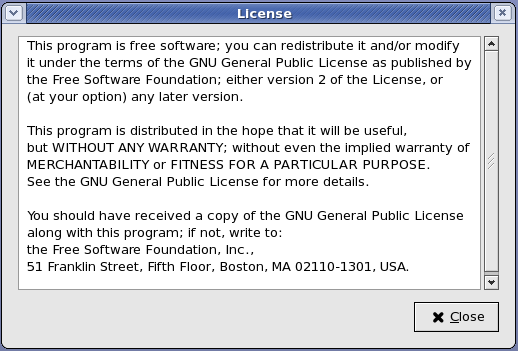 License
This program is free software; you can redistribute it and/or modify
it under the terms of the GNU General Public License as published by
the Free Software Foundation; either version 2 of the License, or
(at your option) any later version.
This program is distributed in the hope that it will be useful,
but WITHOUT ANY WARRANTY; without even the implied warranty of
MERCHANTABILITY or FITNESS FOR A PARTICULAR PURPOSE.
See the GNU General Public License for more details.
You should have received a copy of the GNU General Public License
along with this program; if not, write to:
the Free Software Foundation, Inc.,
51 Franklin Street, Fifth Floor, Boston, MA 02110-1301, USA.
Close